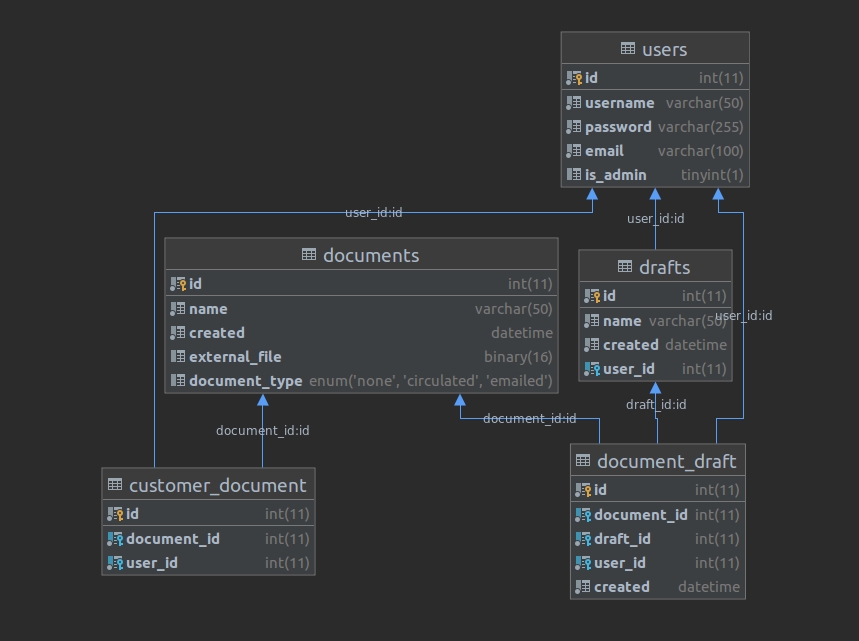 users
id int(11)
username varchar(50)
password varchar(255)
email varchar(100)
is_admin tinyint(1)
user_id:id
user_id:id
documents
id int(11)
name varchar(50)
created datetime
external_file binary(16)
document_type enum('none', 'circulated', 'emailed')
drafts
id int(11)
name varchar(50)
created datetime
user_id int(11)
user_id:id
draft_id:id
document_id:id
document_id:id
customer_document
id int(11)
document_id int(11)
user_id int(11)
document_draft
id int(11)
document_id int(11)
draft_id int(11)
user_id int(11)
created datetime